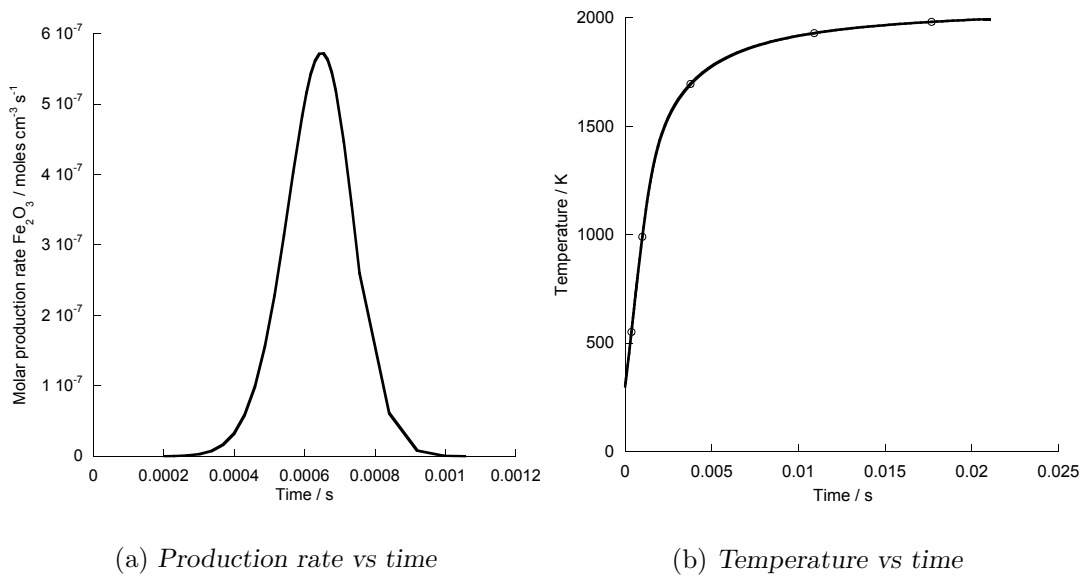 6 10⁻⁷
5 10⁻⁷
4 10⁻⁷
3 10⁻⁷
2 10⁻⁷
1 10⁻⁷
0
Molar production rate Fe₂O₃ / moles cm⁻³ s⁻¹
0 0.0002 0.0004 0.0006 0.0008 0.001 0.0012
Time / s
(a) Production rate vs time
2000
1500
1000
500
0
Temperature / K
0 0.005 0.01 0.015 0.02 0.025
Time / s
(b) Temperature vs time